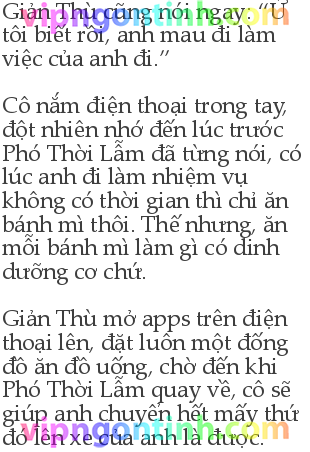 Giản Thù cũng nói ngay: “Ừ
tôi biết rồi, anh mau đi làm
việc của anh đi.”
Cô nắm điện thoại trong tay,
đột nhiên nhớ đến lúc trước
Phó Thời Lẫm đã từng nói, có
lúc anh đi làm nhiệm vụ
không có thời gian thì chỉ ăn
bánh mì thôi. Thế nhưng, ăn
mỗi bánh mì làm gì có dinh
dưỡng cơ chứ.
Giản Thù mở apps trên điện
thoại lên, đặt luôn một đống
đồ ăn đồ uống, chờ đến khi
Phó Thời Lẫm quay về, cô sẽ
giúp anh chuyển hết mấy thứ
đó lên xe của anh là được.
vipngontinh.com
vipngontinh.com